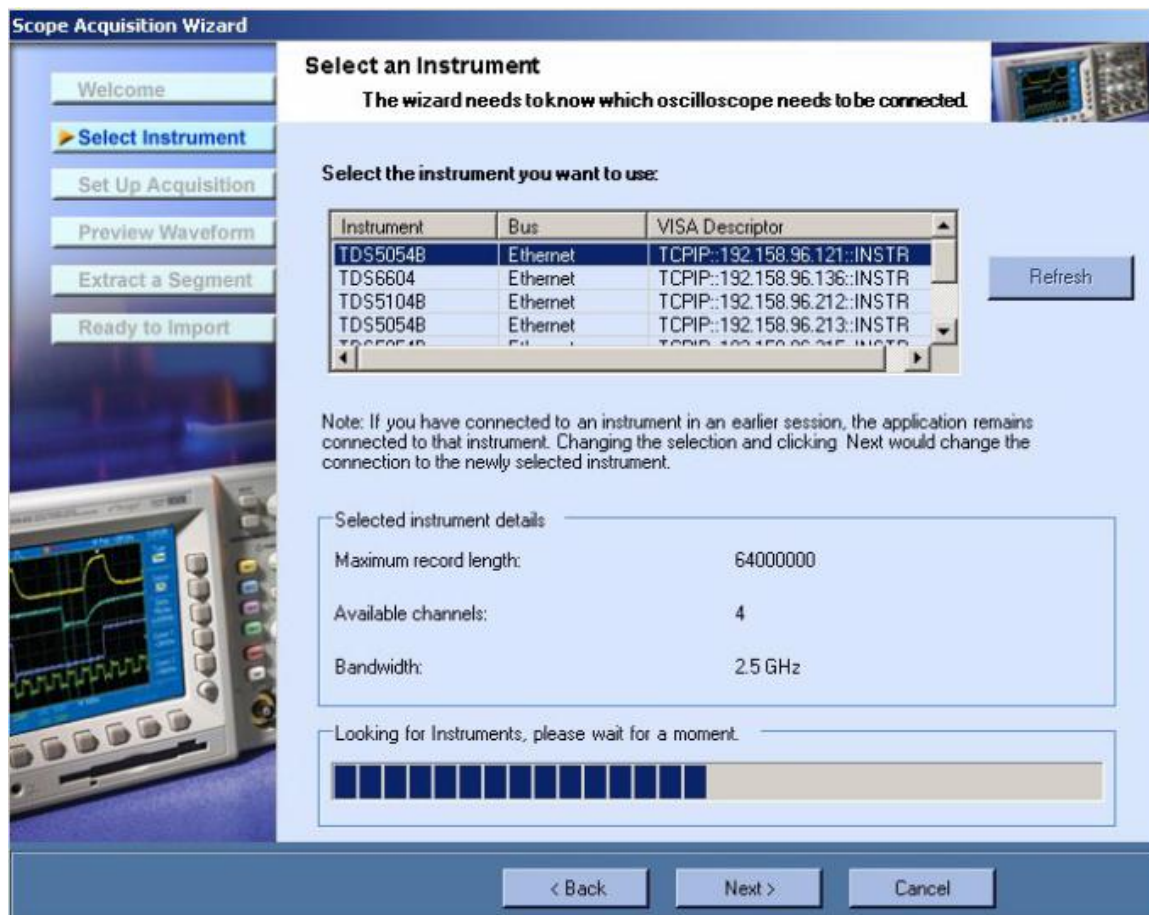 Scope Acquisition Wizard
Welcome
Select Instrument
Set Up Acquisition
Preview Waveform
Extract a Segment
Ready to Import
Select an Instrument
The wizard needs to know which oscilloscope needs to be connected.
Select the instrument you want to use:
Instrument Bus VISA Descriptor
TDS5054B Ethernet TCPIP::192.158.96.121::INSTR
TDS6604 Ethernet TCPIP::192.158.96.136::INSTR
TDS5104B Ethernet TCPIP::192.158.96.212::INSTR
TDS5054B Ethernet TCPIP::192.158.96.213::INSTR
Refresh
Note: If you have connected to an instrument in an earlier session, the application remains
connected to that instrument. Changing the selection and clicking Next would change the
connection to the newly selected instrument.
Selected instrument details
Maximum record length: 64000000
Available channels: 4
Bandwidth: 2.5 GHz
Looking for Instruments, please wait for a moment.
< Back
Next >
Cancel